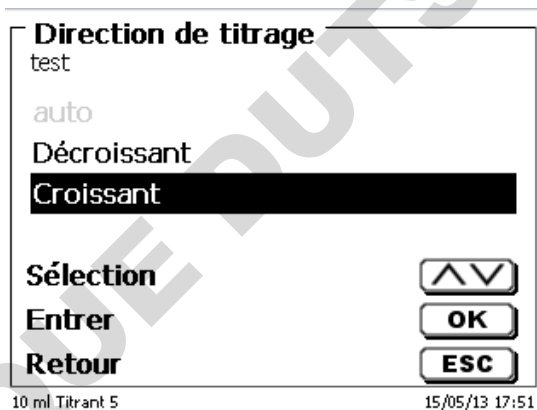 Direction de titrage
test
auto
Décroissant
Croissant
Sélection
Entrer OK
Retour ESC
10 ml Titrant 5 15/05/13 17:51